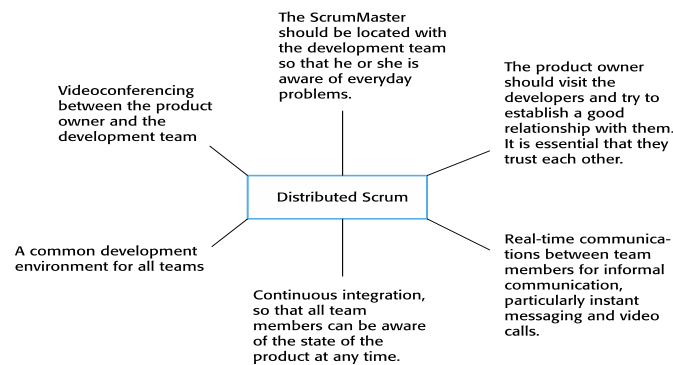 The ScrumMaster
should be located with
the development team
so that he or she is
aware of everyday
problems.
Videoconferencing
between the product
owner and the
development team
The product owner
should visit the
developers and try to
establish a good
relationship with them.
It is essential that they
trust each other.
Distributed Scrum
A common development
environment for all teams
Continuous integration,
so that all team
members can be aware
of the state of the
product at any time.
Real-time communica-
tions between team
members for informal
communication,
particularly instant
messaging and video
calls.